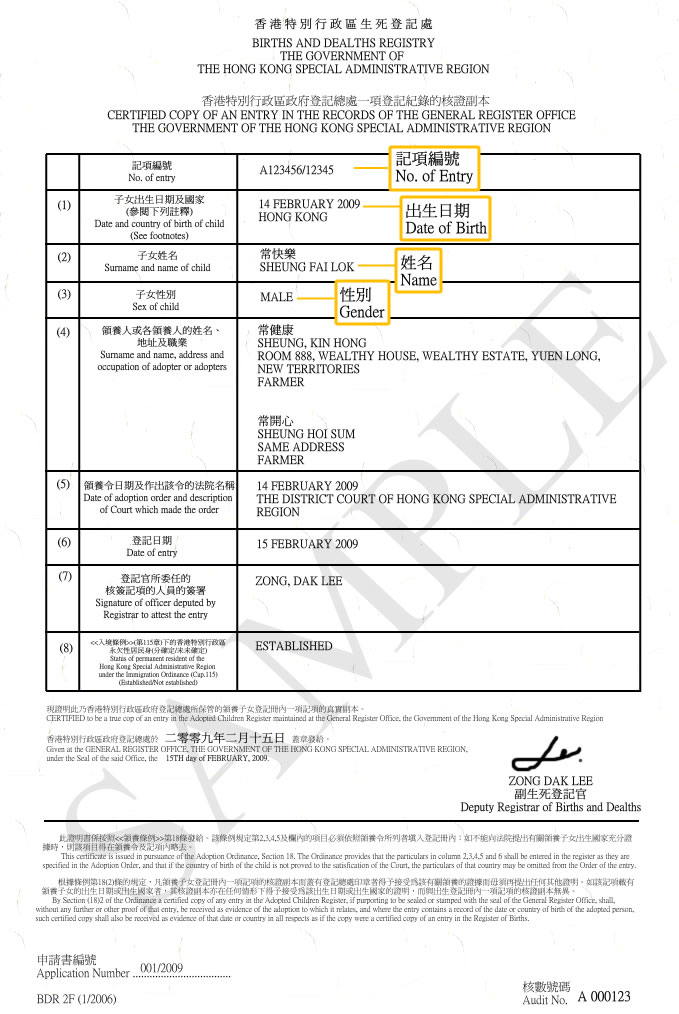 香港特別行政區生死登記處
BIRTHS AND DEALTHS REGISTRY
THE GOVERNMENT OF
THE HONG KONG SPECIAL ADMINISTRATIVE REGION
香港特別行政區政府登記總處一項登記紀錄的核證副本
CERTIFIED COPY OF AN ENTRY IN THE RECORDS OF THE GENERAL REGISTER OFFICE
THE GOVERNMENT OF THE HONG KONG SPECIAL ADMINISTRATIVE REGION
記項編號
No. of entry
A123456/12345
記項編號
No. of Entry
(1)
子女出生日期及國家
(參閱下列註釋)
Date and country of birth of child
(See footnotes)
14 FEBRUARY 2009
HONG KONG
出生日期
Date of Birth
(2)
子女姓名
Surname and name of child
常快樂
SHEUNG FAI LOK
姓名
Name
(3)
子女性別
Sex of child
MALE
性別
Gender
(4)
領養人或各領養人的姓名、
地址及職業
Surname and name, address and
occupation of adopter or adopters
常健康
SHEUNG, KIN HONG
ROOM 888, WEALTHY HOUSE, WEALTHY ESTATE, YUEN LONG,
NEW TERRITORIES
FARMER
常開心
SHEUNG HOI SUM
SAME ADDRESS
FARMER
(5)
領養令日期及作出該令的法院名稱
Date of adoption order and description
of Court which made the order
14 FEBRUARY 2009
THE DISTRICT COURT OF HONG KONG SPECIAL ADMINISTRATIVE
REGION
(6)
登記日期
Date of entry
15 FEBRUARY 2009
(7)
登記官所委任的
核簽記項的人員的簽署
Signature of officer deputed by
Registrar to attest the entry
ZONG, DAK LEE
(8)
<<入境條例>>(第115章)下的香港特別行政區
永久性居民身(分確定/未未確定)
Status of permanent resident of the
Hong Kong Special Administrative Region
under the Immigration Ordinance (Cap.115)
(Established/Not established)
ESTABLISHED
SAMPLE
現證明此乃香港特別行政區政府登記總處所保管的領養子女登記冊內一項記項的真實副本。
CERTIFIED to be a true copy of an entry in the Adopted Children Register maintained at the General Register Office, the Government of the Hong Kong Special Administrative Region
香港特別行政區政府登記總處於 二零零九年二月十五日 蓋章發給。
Given at the GENERAL REGISTER OFFICE, THE GOVERNMENT OF THE HONG KONG SPECIAL ADMINISTRATIVE REGION,
under the Seal of the said Office, the 15TH day of FEBRUARY, 2009.
ZONG DAK LEE
副生死登記官
Deputy Registrar of Births and Dealths
此證明書係按照<<領養條例>>第18條發給。該條例規定第2,3,4,5及欄內的項目必須依照領養令所列者填入登記冊內：如不能向法院提出有關領養子女出生國家充分證
據時，則該項目得在領養令及記項內略去。
This certificate is issued in pursuance of the Adoption Ordinance, Section 18. The Ordinance provides that the particulars in column 2,3,4,5 and 6 shall be entered in the register as they are
specified in the Adoption Order, and that if the country of birth of the child is not proved to the satisfaction of the Court, the particulars of that country may be omitted from the Order of the entry.
根據條例第18(2)條的規定，凡領養子女登記冊內一項記項的核證副本而蓋有登記總處印章者得予接受爲該有關領養的證據而毋須再提出任何其他證明。如該記項載有
領養子女的出生日期或出生國家者，其核證副本亦在任何情形下得予接受爲該出生日期或出生國家的證明，而與出生登記冊內一項記項的核證副本無異。
By Section (18)2 of the Ordinance a certified copy of any entry in the Adopted Children Register, if purporting to be sealed or stamped with the seal of the General Register Office, shall,
without any further or other proof of that entry, be received as evidence of the adoption to which it relates, and where the entry contains a record of the date or country of birth of the adopted person,
such certified copy shall also be received as evidence of that date or country in all respects as if the copy were a certified copy of an entry in the Register of Births.
申請書編號
Application Number 001/2009
BDR 2F (1/2006)
核數號碼
Audit No. A 000123